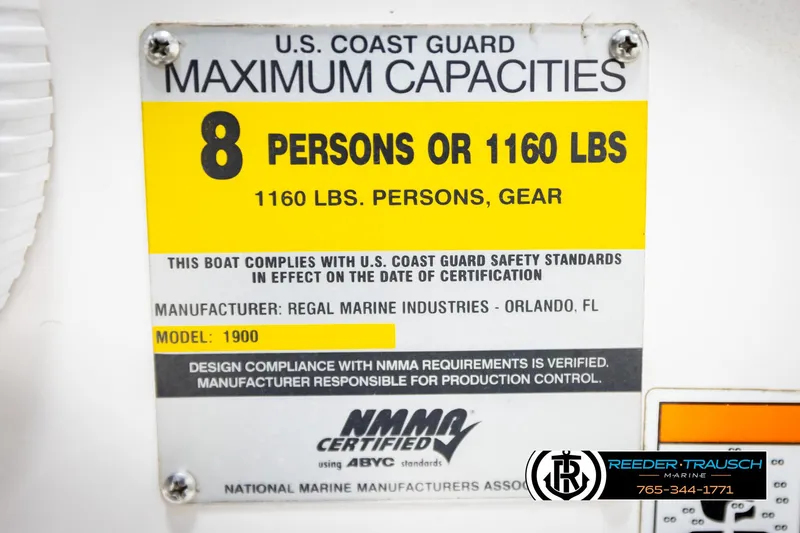 U.S. COAST GUARD
MAXIMUM CAPACITIES
8 PERSONS OR 1160 LBS
1160 LBS. PERSONS, GEAR
THIS BOAT COMPLIES WITH U.S. COAST GUARD SAFETY STANDARDS
IN EFFECT ON THE DATE OF CERTIFICATION
MANUFACTURER: REGAL MARINE INDUSTRIES - ORLANDO, FL
MODEL: 1900
DESIGN COMPLIANCE WITH NMMA REQUIREMENTS IS VERIFIED.
MANUFACTURER RESPONSIBLE FOR PRODUCTION CONTROL.
NMMA®
CERTIFIED
using ABYC standards
NATIONAL MARINE MANUFACTURERS ASSOC
REEDER·TRAUSCH
MARINE
765-344-1771